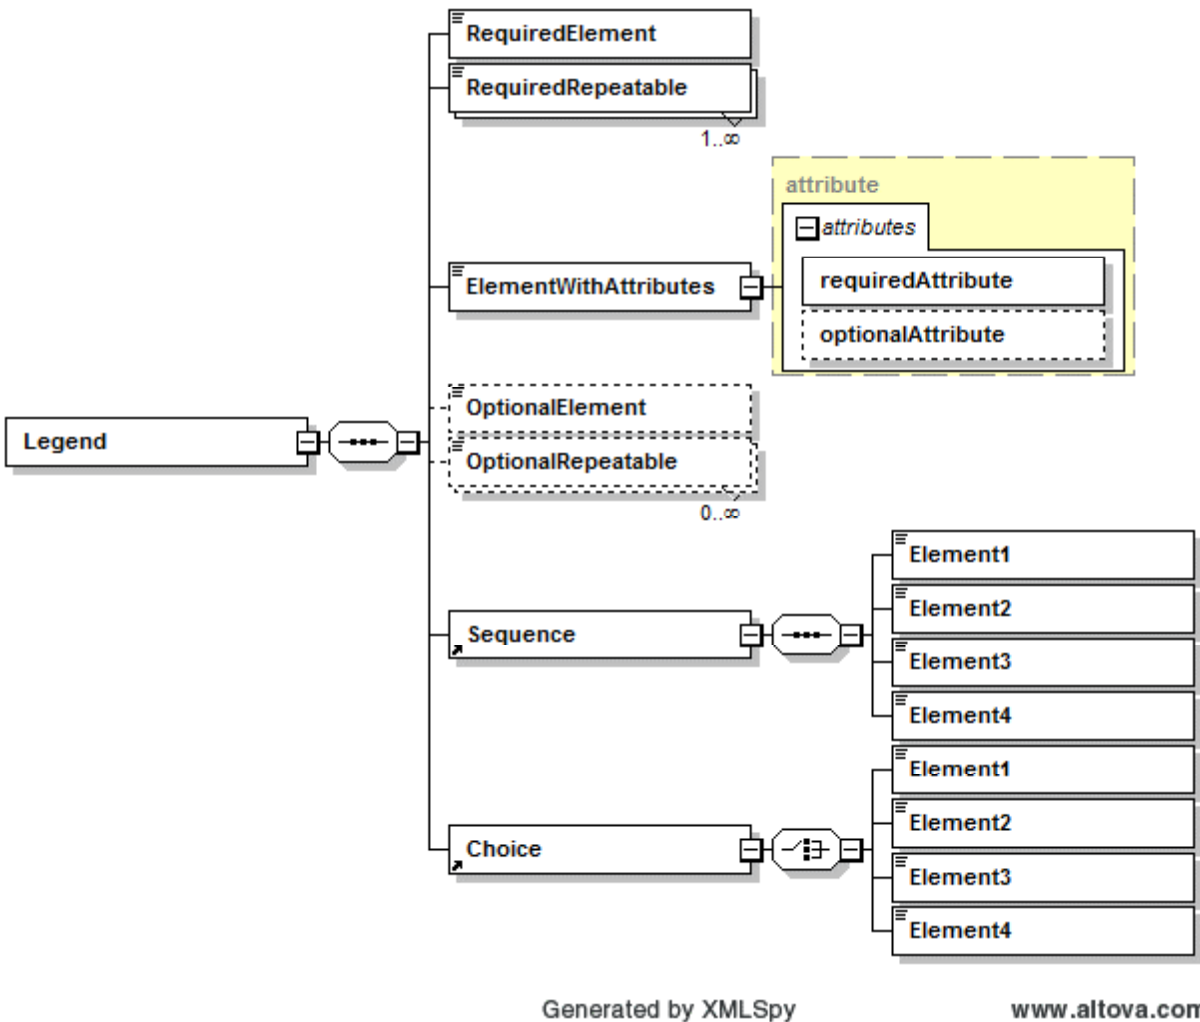 RequiredElement
RequiredRepeatable
1..∞
attribute
attributes
ElementWithAttributes
requiredAttribute
optionalAttribute
OptionalElement
Legend
OptionalRepeatable
0..∞
Element1
Element2
Sequence
Element3
Element4
Element1
Element2
Choice
Element3
Element4
Generated by XMLSpy
www.altova.com